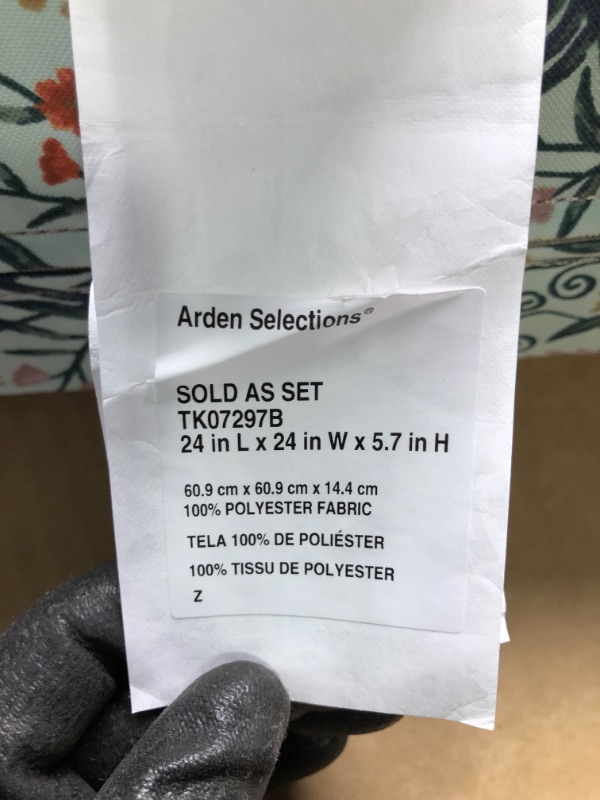 Arden Selections®
SOLD AS SET
TK07297B
24 in L x 24 in W x 5.7 in H
60.9 cm x 60.9 cm x 14.4 cm
100% POLYESTER FABRIC
TELA 100% DE POLIÉSTER
100% TISSU DE POLYESTER
Z